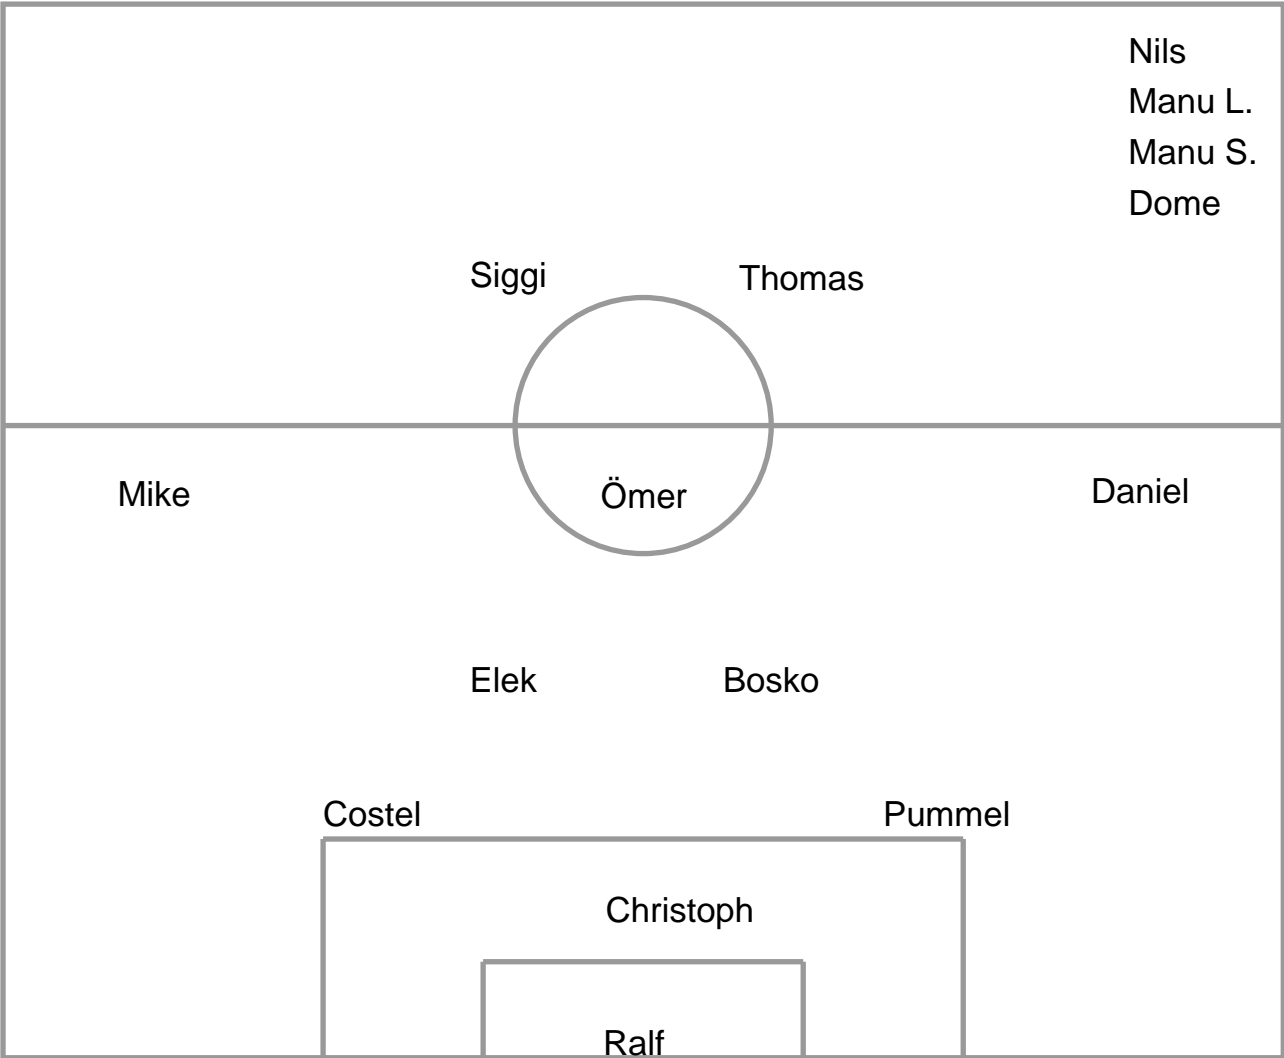 Nils
Manu L.
Manu S.
Dome
Siggi Thomas
Mike Ömer Daniel
Elek Bosko
Costel Pummel
Christoph
Ralf